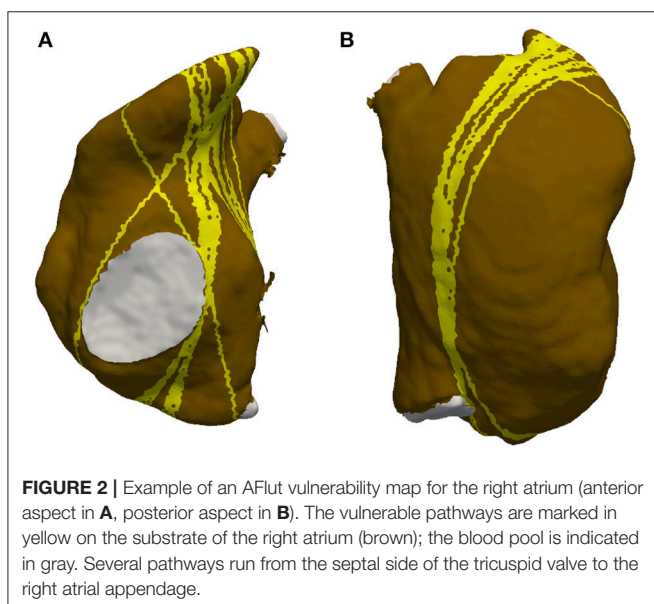 A
B
FIGURE 2 | Example of an AFlut vulnerability map for the right atrium (anterior
aspect in A, posterior aspect in B). The vulnerable pathways are marked in
yellow on the substrate of the right atrium (brown); the blood pool is indicated
in gray. Several pathways run from the septal side of the tricuspid valve to the
right atrial appendage.